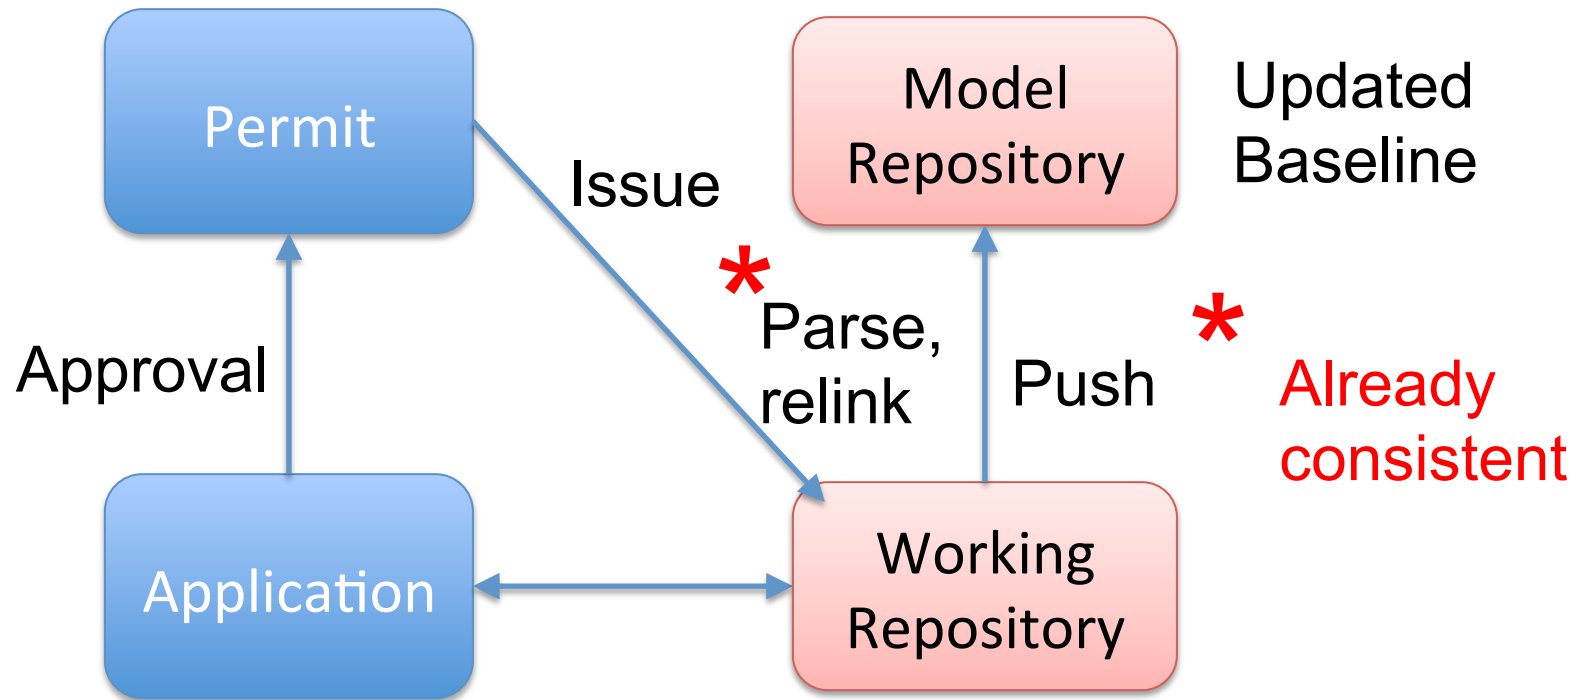 Permit
Model
Repository
Updated
Baseline
Issue
*
Parse,
relink
*
Approval
Push
Already
consistent
Application
Working
Repository